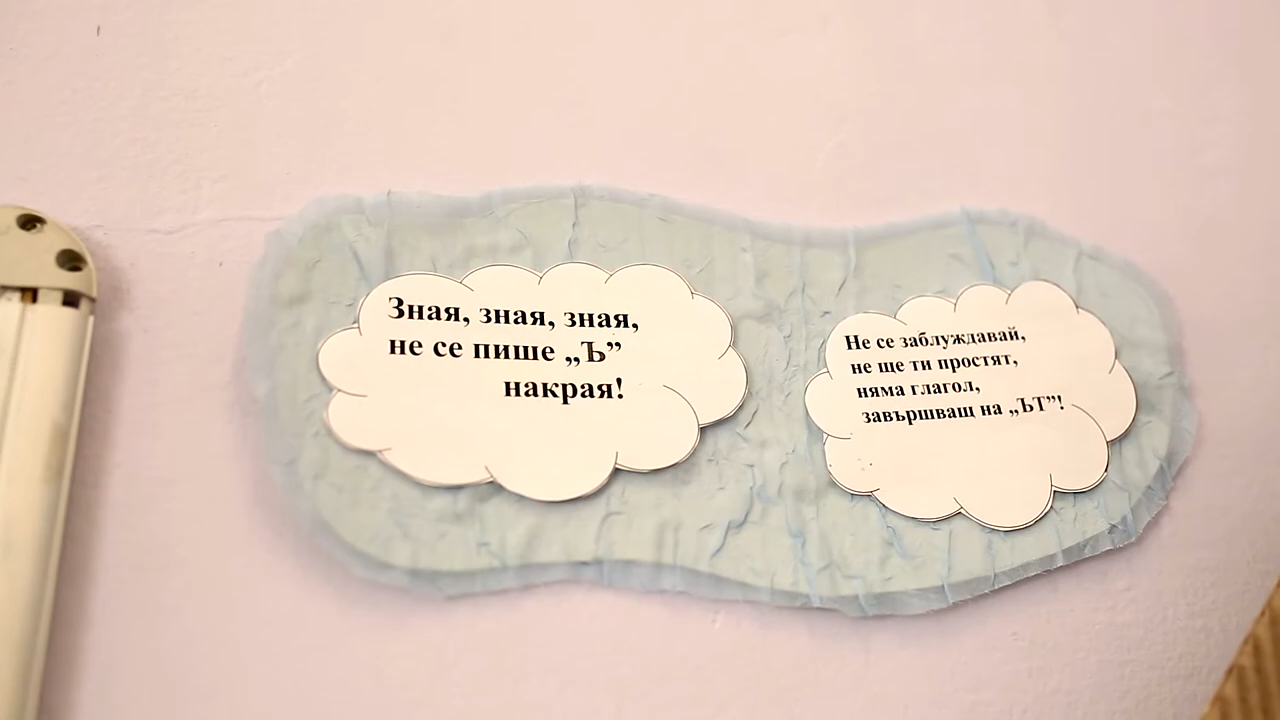 Зная, зная, зная,
не се пише „Ъ”
накрая!
Не се заблуждавай,
не ще ти простят,
няма глагол,
завършващ на „ЪТ”!